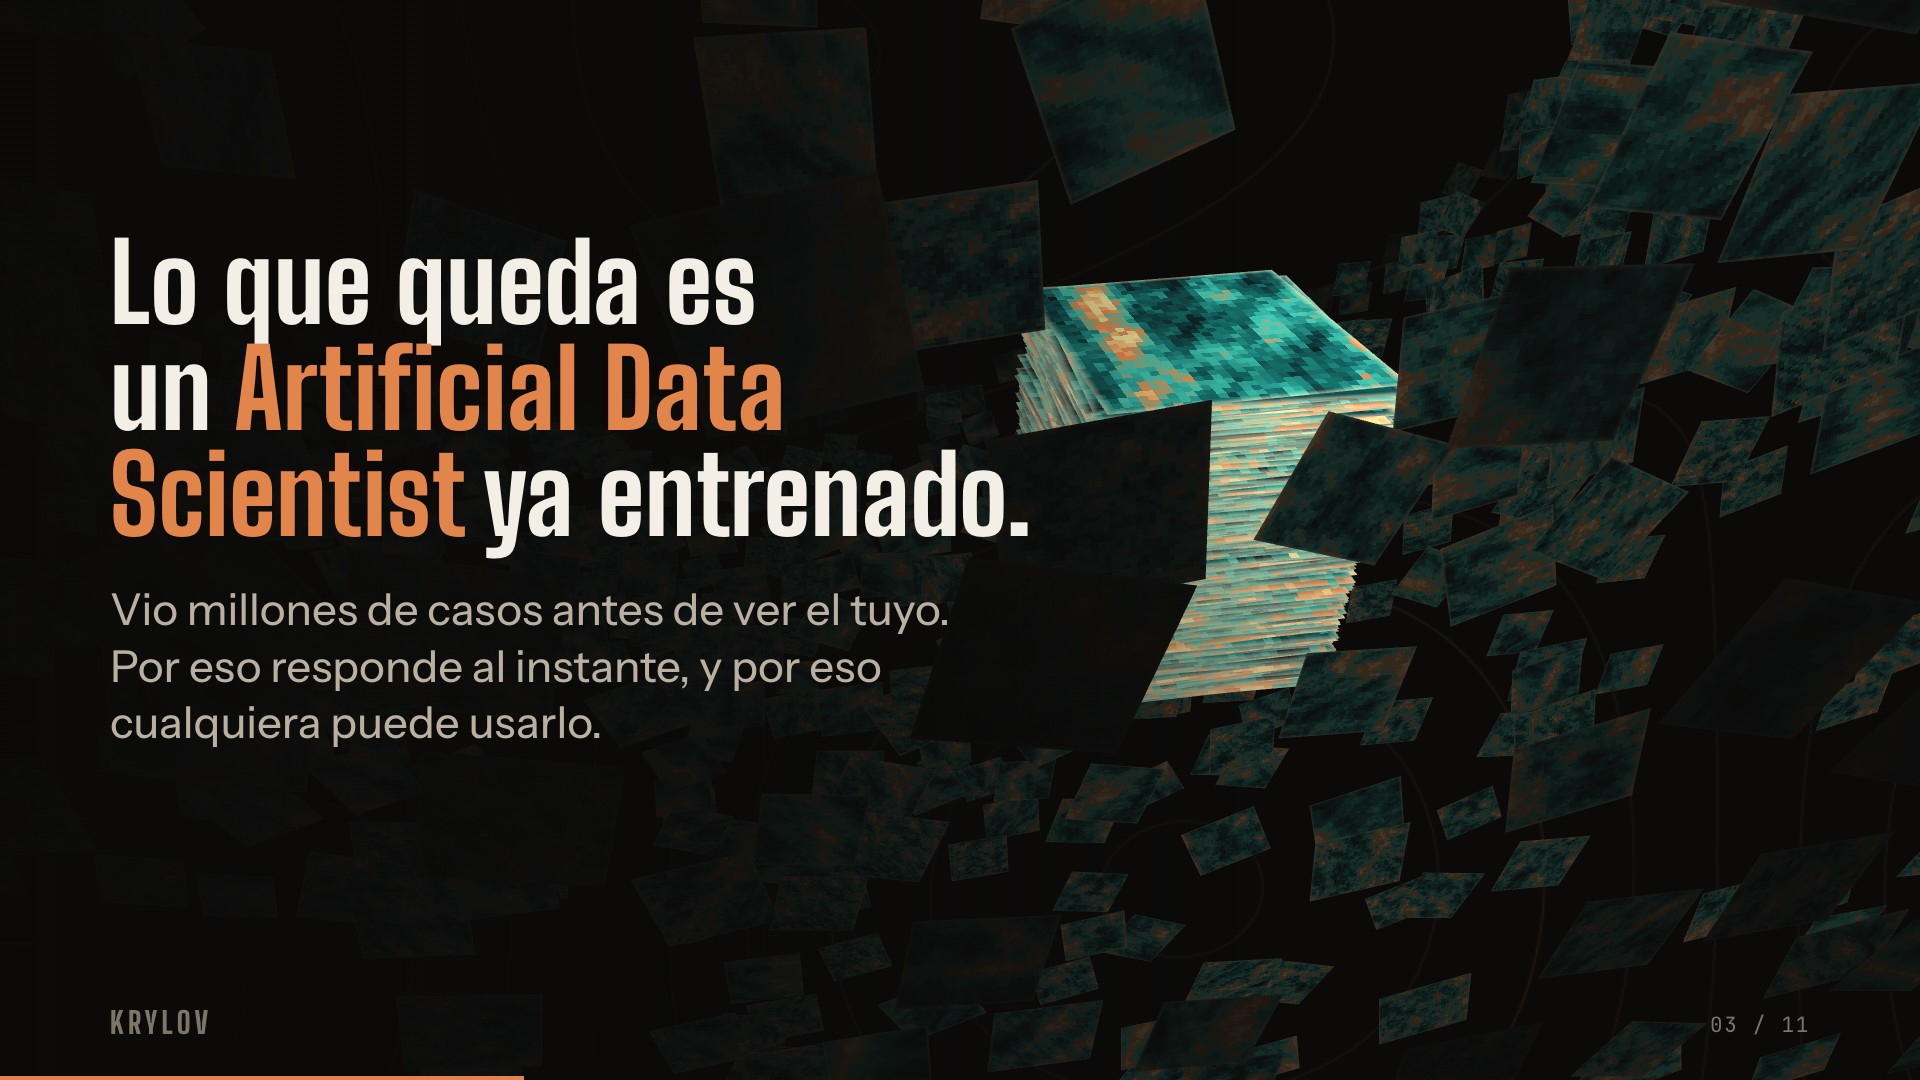 Lo que queda es
un Artificial Data
Scientist ya entrenado.
Vio millones de casos antes de ver el tuyo.
Por eso responde al instante, y por eso
cualquiera puede usarlo.
KRYLOV
03 / 11